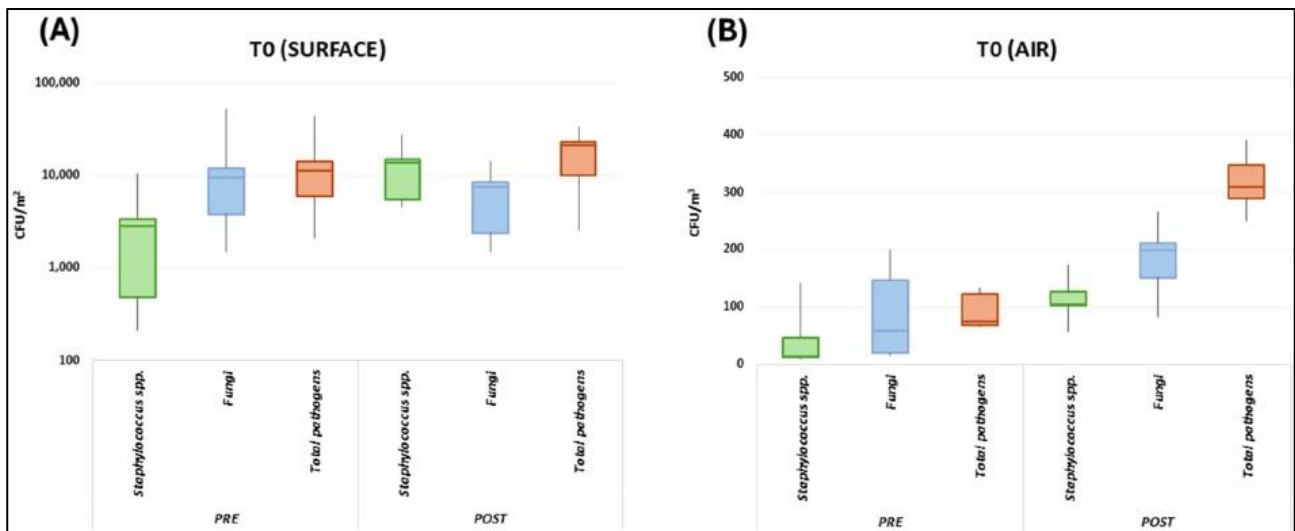 (A)
T0 (SURFACE)
CFU/m²
100,000
10,000
1,000
100
Staphylococcus spp.
Fungi
Total pathogens
Staphylococcus spp.
Fungi
Total pathogens
PRE
POST
(B)
T0 (AIR)
CFU/m³
500
400
300
200
100
0
Staphylococcus spp.
Fungi
Total pathogens
Staphylococcus spp.
Fungi
Total pathogens
PRE
POST